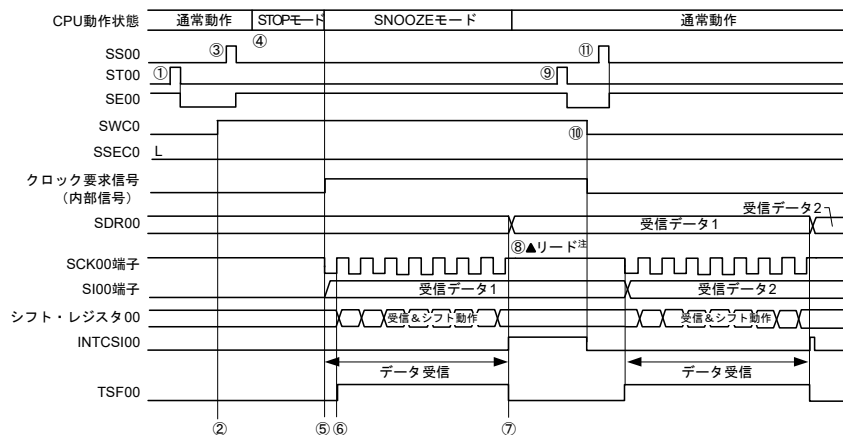 CPU動作状態 通常動作 STOPモード SNOOZEモード 通常動作
④
SS00 ③ ⑪
ST00 ① ⑨
SE00
SWC0 ⑩
SSEC0 L
クロック要求信号
(内部信号)
受信データ2
SDR00 受信データ1
⑧▲リード注
SCK00端子
SI00端子 受信データ1 受信データ2
シフト・レジスタ00 受信&シフト動作 受信&シフト動作
INTCSI00
データ受信 データ受信
TSF00
② ⑤ ⑥ ⑦